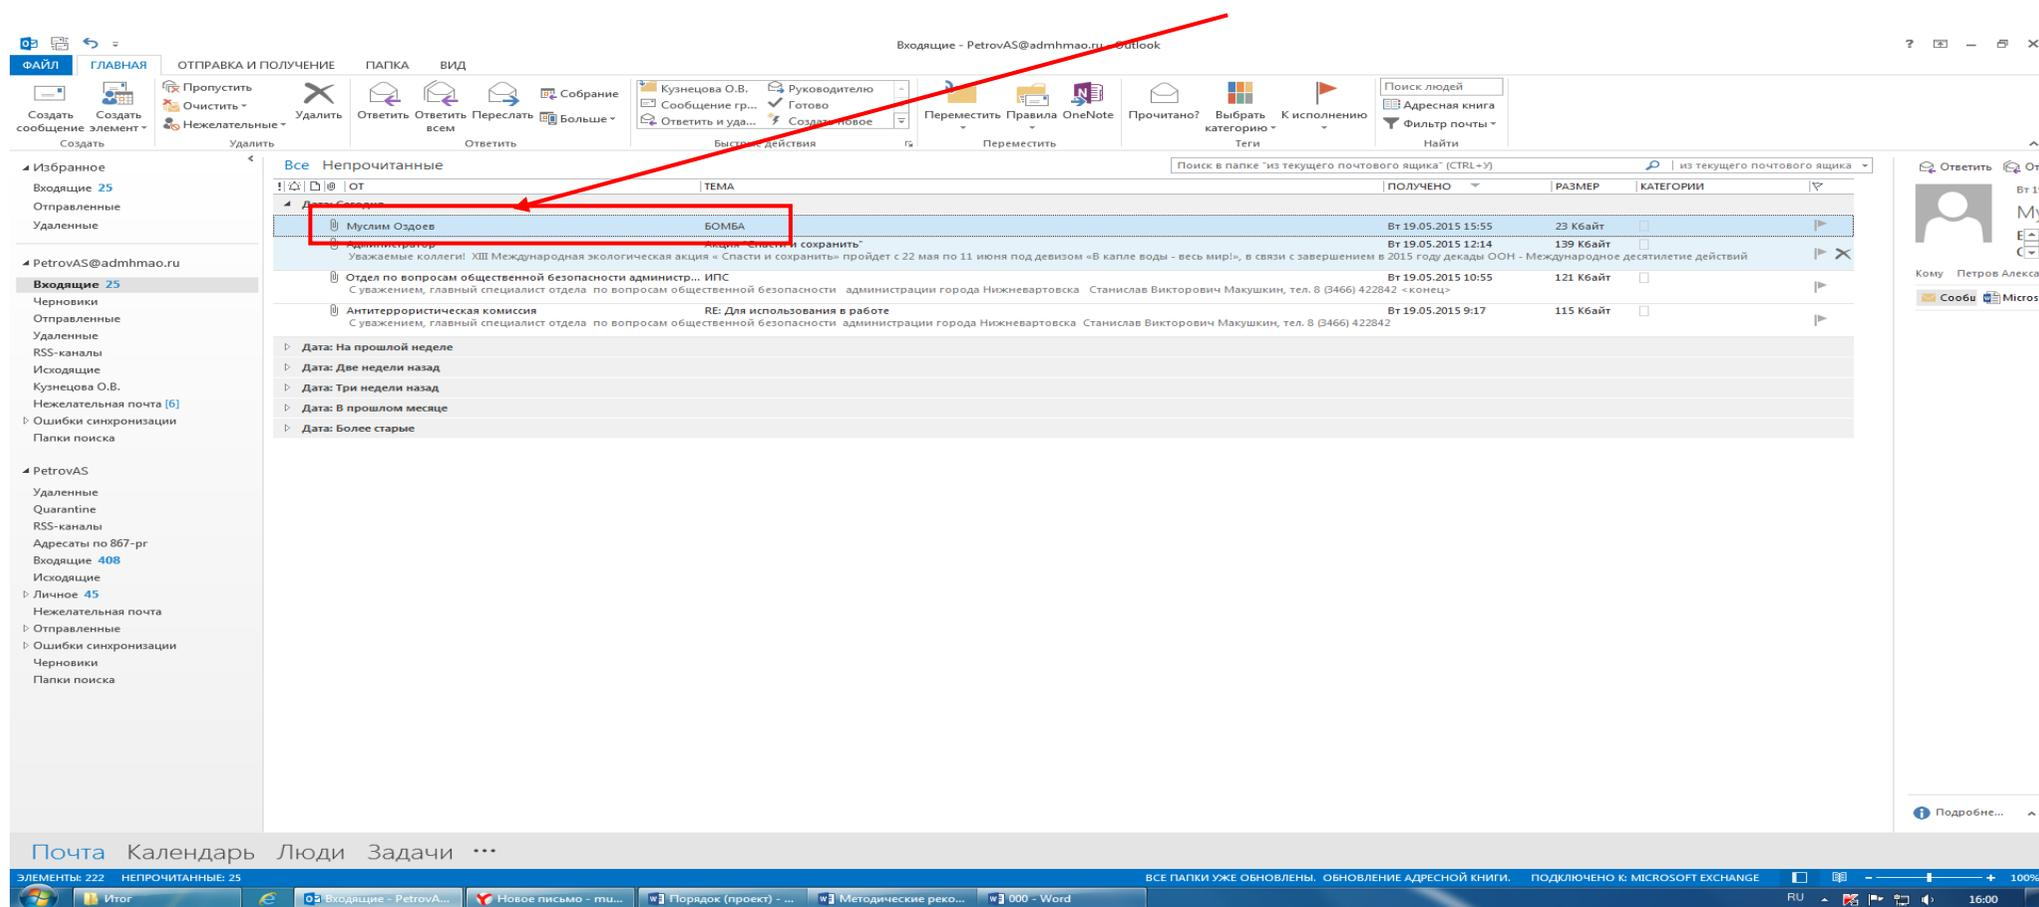 Входящие - PetrovAS@admhmao.ru - Outlook
ФАЙЛ ГЛАВНАЯ ОТПРАВКА И ПОЛУЧЕНИЕ ПАПКА ВИД
Создать сообщение
Создать элемент
Создать
Пропустить
Очистить
Нежелательные
Удалить
Удалить
Ответить
Ответить всем
Переслать
Собрание
Больше
Ответить
Кузнецова О.В.
Сообщение гр...
Ответить и уда...
Руководителю
Готово
Создать новое
Быстрые действия
Переместить
Правила
OneNote
Переместить
Прочитано?
Выбрать категорию
К исполнению
Теги
Поиск людей
Адресная книга
Фильтр почты
Найти
Избранное
Входящие 25
Отправленные
Удаленные
PetrovAS@admhmao.ru
Входящие 25
Черновики
Отправленные
Удаленные
RSS-каналы
Исходящие
Кузнецова О.В.
Нежелательная почта [6]
Ошибки синхронизации
Папки поиска
PetrovAS
Удаленные
Quarantine
RSS-каналы
Адресаты по 867-рг
Входящие 408
Исходящие
Личное 45
Нежелательная почта
Отправленные
Ошибки синхронизации
Черновики
Папки поиска
Все Непрочитанные
Поиск в папке "из текущего почтового ящика" (CTRL+У)
из текущего почтового ящика
ОТ ТЕМА ПОЛУЧЕНО РАЗМЕР КАТЕГОРИИ
Дата: Сегодня
Муслим Оздоев БОМБА Вт 19.05.2015 15:55 23 Кбайт
Администратор Акция "Спасти и сохранить" Вт 19.05.2015 12:14 139 Кбайт
Уважаемые коллеги! XIII Международная экологическая акция « Спасти и сохранить» пройдет с 22 мая по 11 июня под девизом «В капле воды - весь мир!», в связи с завершением в 2015 году декады ООН - Международное десятилетие действий
Отдел по вопросам общественной безопасности администр... ИПС Вт 19.05.2015 10:55 121 Кбайт
С уважением, главный специалист отдела по вопросам общественной безопасности администрации города Нижневартовска Станислав Викторович Макушкин, тел. 8 (3466) 422842 <конец>
Антитеррористическая комиссия RE: Для использования в работе Вт 19.05.2015 9:17 115 Кбайт
С уважением, главный специалист отдела по вопросам общественной безопасности администрации города Нижневартовска Станислав Викторович Макушкин, тел. 8 (3466) 422842
Дата: На прошлой неделе
Дата: Две недели назад
Дата: Три недели назад
Дата: В прошлом месяце
Дата: Более старые
Ответить От
Вт 1
Му
Кому Петров Алекса
Сообщ Micros
Подробне...
Почта Календарь Люди Задачи •••
ЭЛЕМЕНТЫ: 222 НЕПРОЧИТАННЫЕ: 25
ВСЕ ПАПКИ УЖЕ ОБНОВЛЕНЫ. ОБНОВЛЕНИЕ АДРЕСНОЙ КНИГИ. ПОДКЛЮЧЕНО К: MICROSOFT EXCHANGE 100%
Итог
Входящие - PetrovA...
Новое письмо - mu...
Порядок (проект) - ...
Методические реко...
000 - Word
RU 16:00